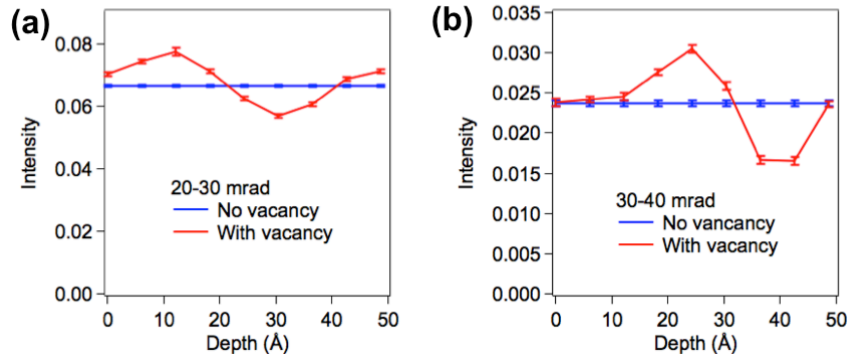 (a)
0.08
0.06
0.04
0.02
0.00
Intensity
20-30 mrad
No vacancy
With vacancy
0 10 20 30 40 50
Depth (Å)
(b)
0.035
0.030
0.025
0.020
0.015
0.010
0.005
0.000
Intensity
30-40 mrad
No vancancy
With vacancy
0 10 20 30 40 50
Depth (Å)